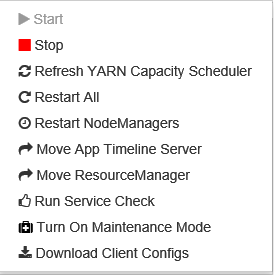 Start
Stop
Refresh YARN Capacity Scheduler
Restart All
Restart NodeManagers
Move App Timeline Server
Move ResourceManager
Run Service Check
Turn On Maintenance Mode
Download Client Configs